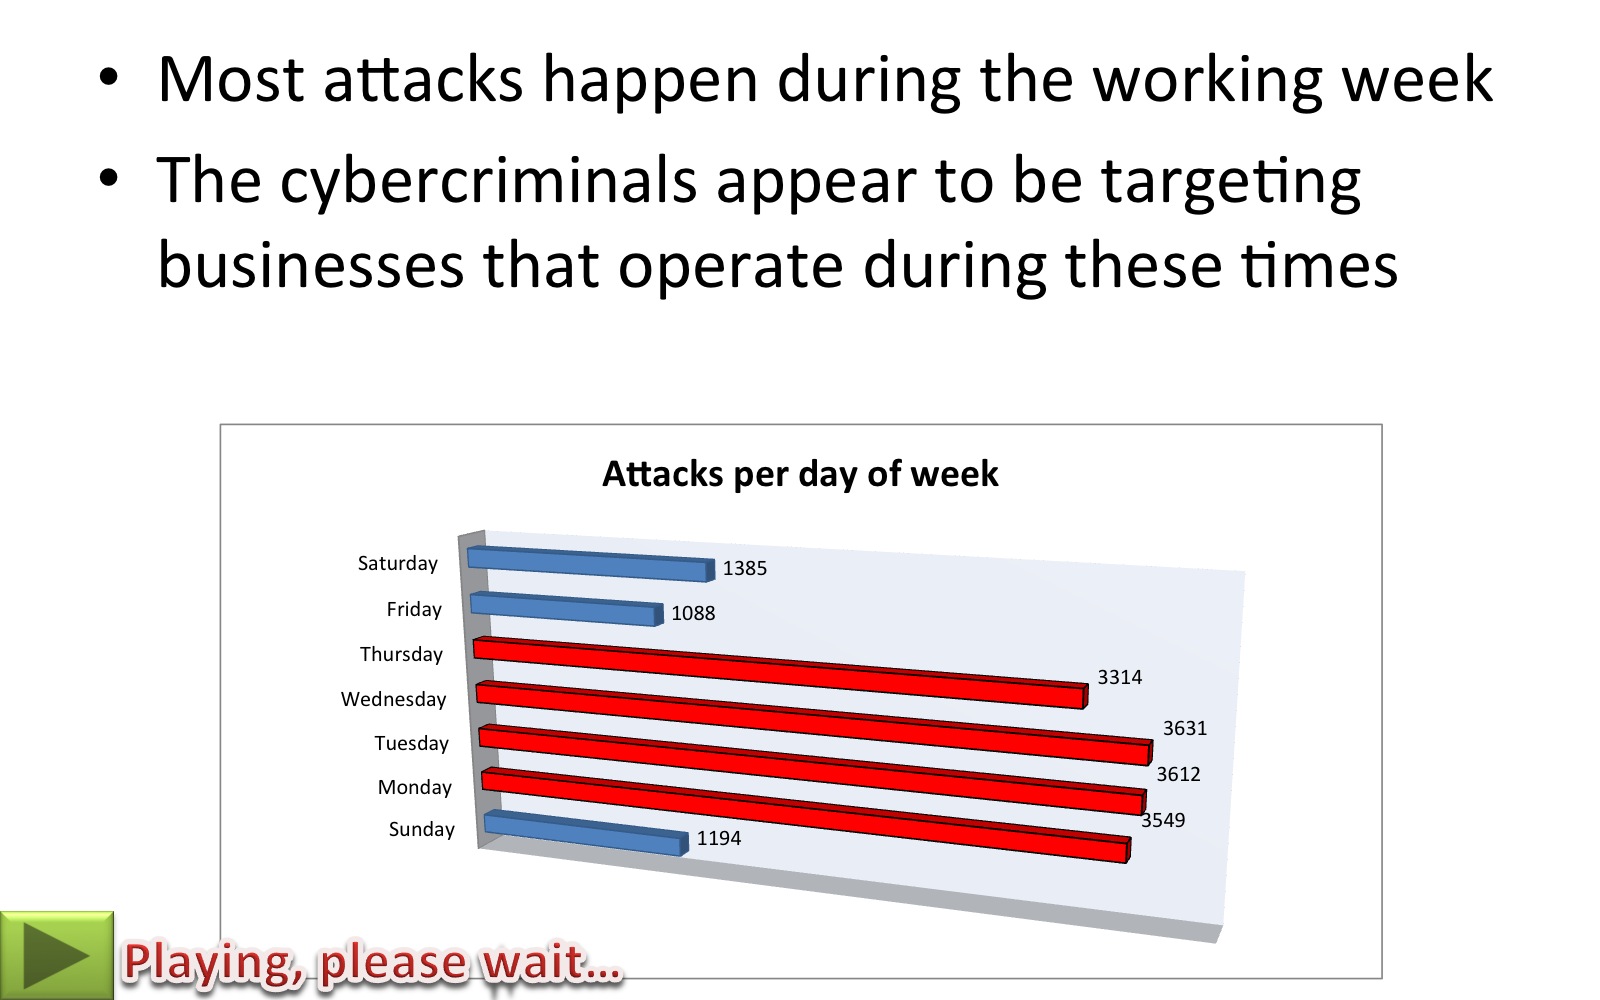 • Most attacks happen during the working week
• The cybercriminals appear to be targeting
businesses that operate during these times
Attacks per day of week
Saturday 1385
Friday 1088
Thursday 3314
Wednesday 3631
Tuesday 3612
Monday 3549
Sunday 1194
Playing, please wait...